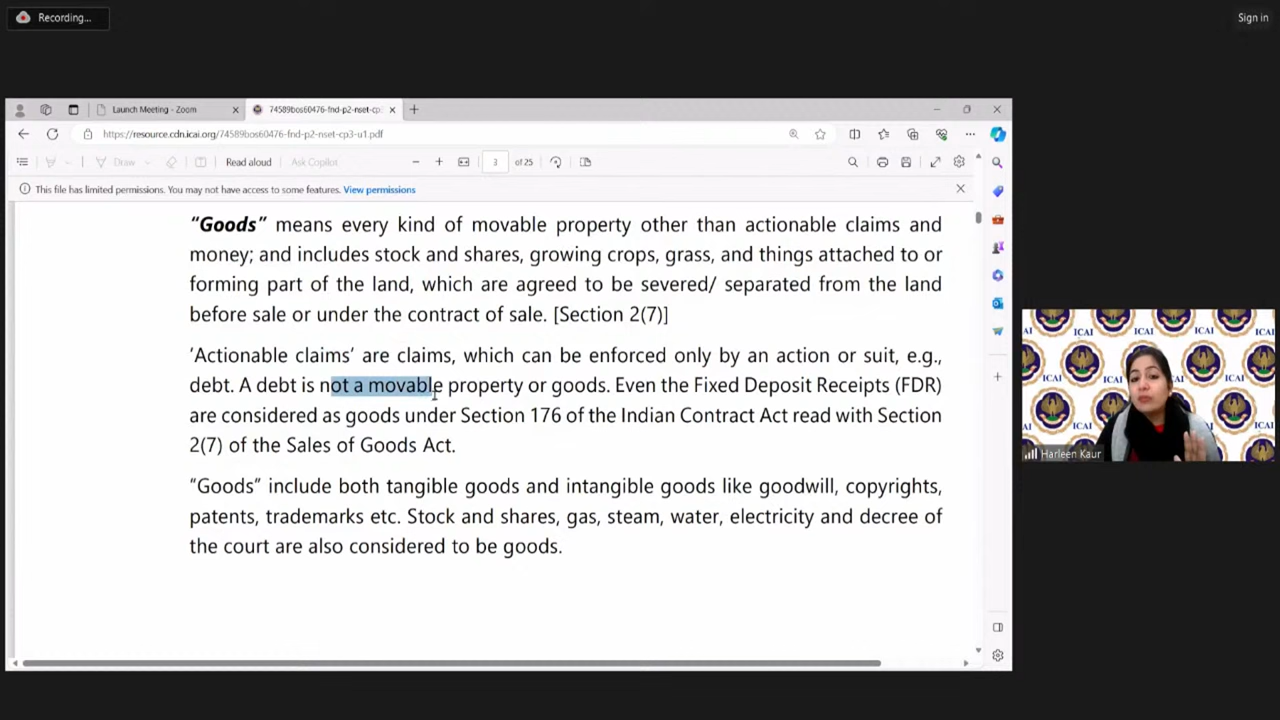 Recording...
Sign in
Launch Meeting - Zoom
74589bos60476-fnd-p2-nset-cp
https://resource.cdn.icai.org/74589bos60476-fnd-p2-nset-cp3-u1.pdf
Draw
Read aloud
Ask Copilot
3
of 25
This file has limited permissions. You may not have access to some features. View permissions
“Goods” means every kind of movable property other than actionable claims and
money; and includes stock and shares, growing crops, grass, and things attached to or
forming part of the land, which are agreed to be severed/ separated from the land
before sale or under the contract of sale. [Section 2(7)]
‘Actionable claims’ are claims, which can be enforced only by an action or suit, e.g.,
debt. A debt is not a movable property or goods. Even the Fixed Deposit Receipts (FDR)
are considered as goods under Section 176 of the Indian Contract Act read with Section
2(7) of the Sales of Goods Act.
“Goods” include both tangible goods and intangible goods like goodwill, copyrights,
patents, trademarks etc. Stock and shares, gas, steam, water, electricity and decree of
the court are also considered to be goods.
ICAI
ICAI
ICAI
Harleen Kaur